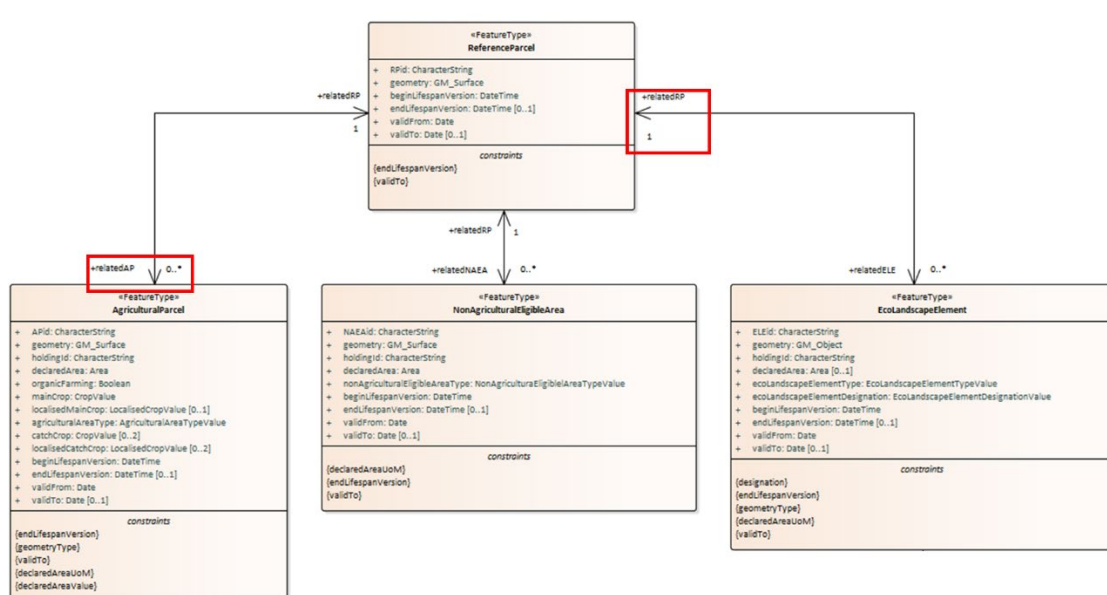 «FeatureType»
ReferenceParcel
+ RPid: CharacterString
+ geometry: GM_Surface
+ beginLifespanVersion: DateTime
+ endLifespanVersion: DateTime [0..1]
+ validFrom: Date
+ validTo: Date [0..1]
constraints
{endLifespanVersion}
{validTo}
+relatedRP
1
+relatedRP
1
+relatedRP
1
+relatedAP
0..*
+relatedNAEA
0..*
+relatedELE
0..*
«FeatureType»
AgriculturalParcel
+ APid: CharacterString
+ geometry: GM_Surface
+ holdingId: CharacterString
+ declaredArea: Area
+ organicFarming: Boolean
+ mainCrop: CropValue
+ localisedMainCrop: LocalisedCropValue [0..1]
+ agriculturalAreaType: AgriculturalAreaTypeValue
+ catchCrop: CropValue [0..2]
+ localisedCatchCrop: LocalisedCropValue [0..2]
+ beginLifespanVersion: DateTime
+ endLifespanVersion: DateTime [0..1]
+ validFrom: Date
+ validTo: Date [0..1]
constraints
{endLifespanVersion}
{geometryType}
{validTo}
{declaredAreaUoM}
{declaredAreaValue}
«FeatureType»
NonAgriculturalEligibleArea
+ NAEAid: CharacterString
+ geometry: GM_Surface
+ holdingId: CharacterString
+ declaredArea: Area
+ nonAgriculturalEligibleAreaType: NonAgricultuaralEligiblelAreaTypeValue
+ beginLifespanVersion: DateTime
+ endLifespanVersion: DateTime [0..1]
+ validFrom: Date
+ validTo: Date [0..1]
constraints
{declaredAreaUoM}
{endLifespanVersion}
{validTo}
«FeatureType»
EcoLandscapeElement
+ ELEid: CharacterString
+ geometry: GM_Object
+ holdingId: CharacterString
+ declaredArea: Area [0..1]
+ ecoLandscapeElementType: EcoLandscapeElementTypeValue
+ ecoLandscapeElementDesignation: EcoLandscapeElementDesignationValue
+ beginLifespanVersion: DateTime
+ endLifespanVersion: DateTime [0..1]
+ validFrom: Date
+ validTo: Date [0..1]
constraints
{designation}
{endLifespanVersion}
{geometryType}
{declaredAreaUoM}
{validTo}